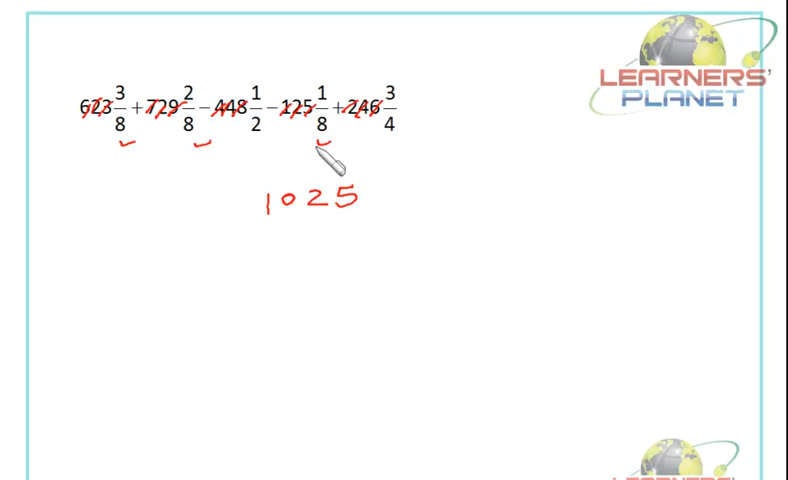 LEARNERS'
PLANET
623 3/8 + 729 2/8 − 448 1/2 − 125 1/8 + 246 3/4
1025